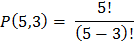 P(5,3) = 5! / (5 − 3)!